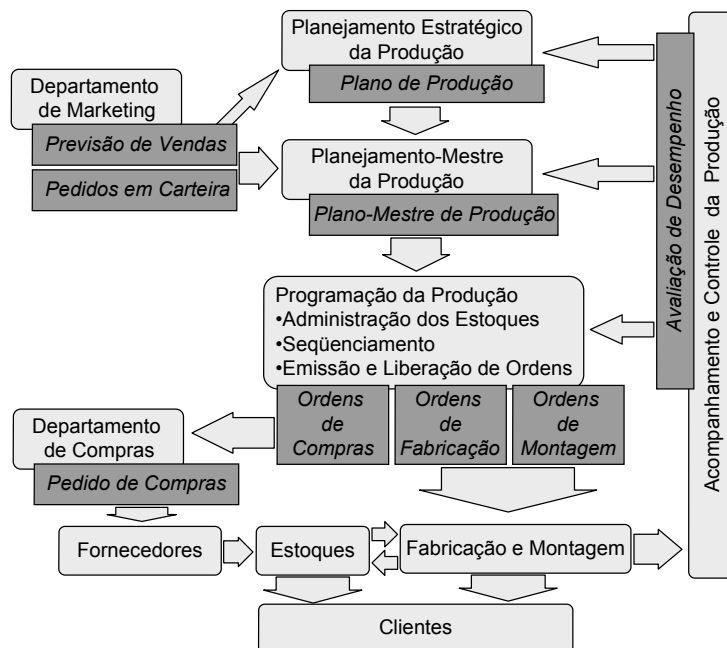 Planejamento Estratégico
da Produção
Plano de Produção
Departamento
de Marketing
Previsão de Vendas
Pedidos em Carteira
Planejamento-Mestre
da Produção
Plano-Mestre de Produção
Programação da Produção
•Administração dos Estoques
•Seqüenciamento
•Emissão e Liberação de Ordens
Ordens
de
Compras
Ordens
de
Fabricação
Ordens
de
Montagem
Departamento
de Compras
Pedido de Compras
Fornecedores
Estoques
Fabricação e Montagem
Clientes
Avaliação de Desempenho
Acompanhamento e Controle da Produção